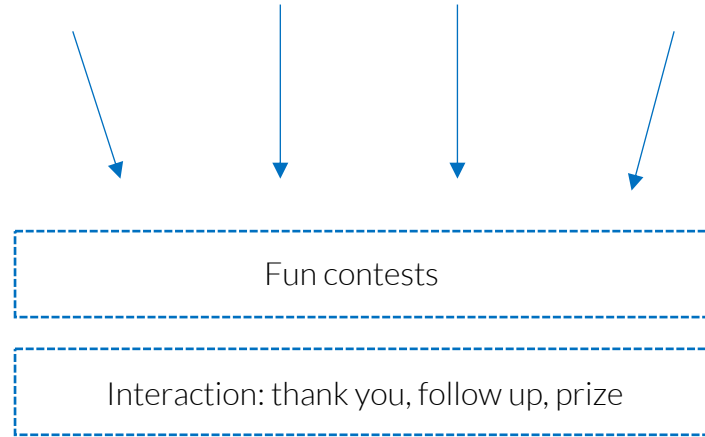 Fun contests
Interaction: thank you, follow up, prize